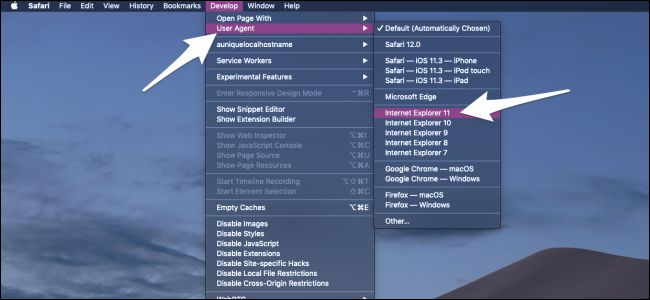 Safari File Edit View History Bookmarks Develop Window Help
Open Page With
User Agent
auniquelocalhostname
Service Workers
Experimental Features
Enter Responsive Design Mode ^⌘R
Show Snippet Editor
Show Extension Builder
Show Web Inspector ⌥⌘I
Show JavaScript Console ⌥⌘C
Show Page Source ⌥⌘U
Show Page Resources ⌥⌘A
Start Timeline Recording ⌥⇧⌘T
Start Element Selection ⇧⌘C
Empty Caches ⌥⌘E
Disable Images
Disable Styles
Disable JavaScript
Disable Extensions
Disable Site-specific Hacks
Disable Local File Restrictions
Disable Cross-Origin Restrictions
WebRTC
✓ Default (Automatically Chosen)
Safari 12.0
Safari — iOS 11.3 — iPhone
Safari — iOS 11.3 — iPod touch
Safari — iOS 11.3 — iPad
Microsoft Edge
Internet Explorer 11
Internet Explorer 10
Internet Explorer 9
Internet Explorer 8
Internet Explorer 7
Google Chrome — macOS
Google Chrome — Windows
Firefox — macOS
Firefox — Windows
Other...